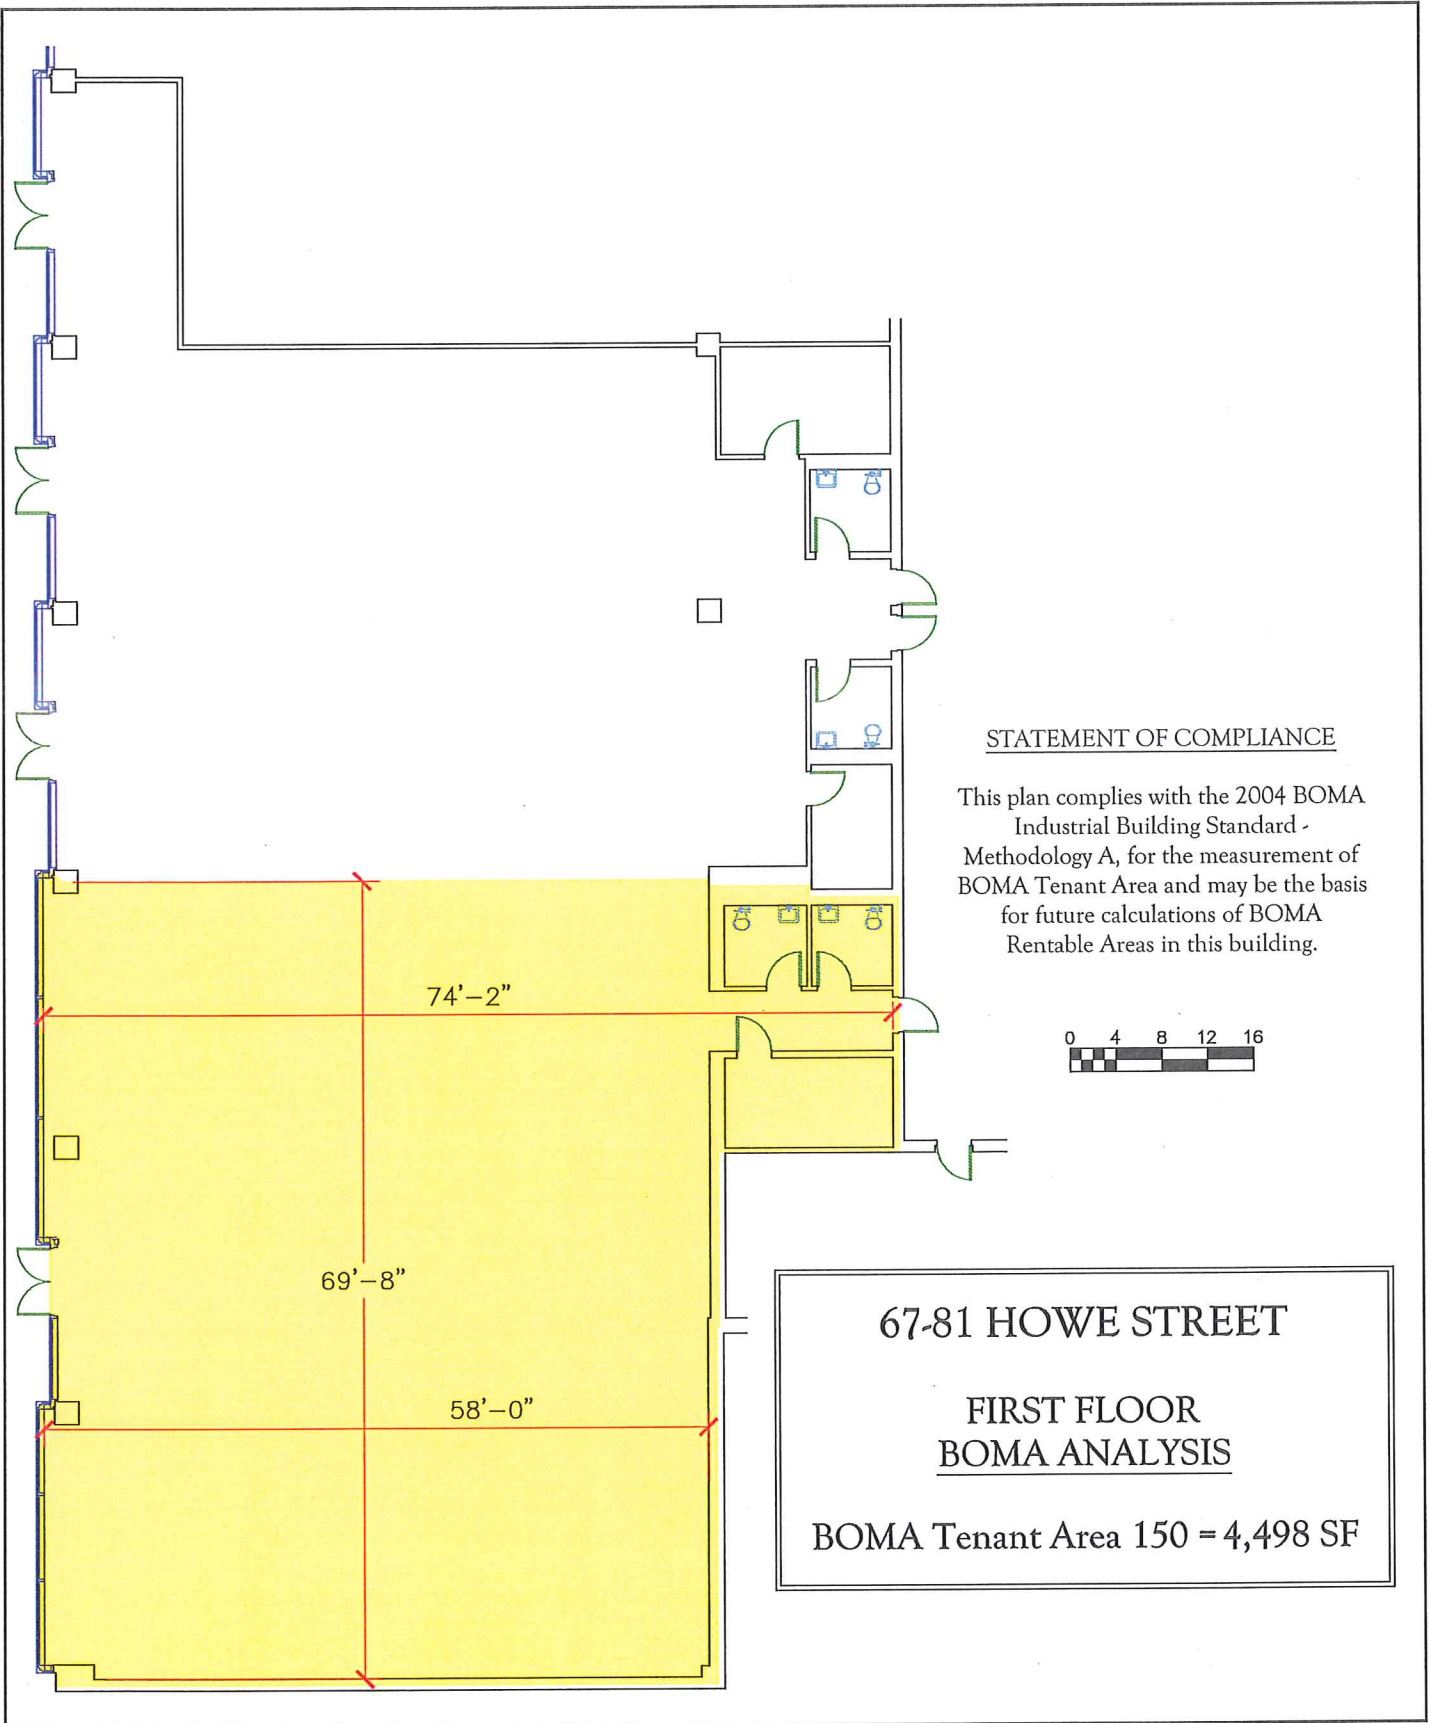 STATEMENT OF COMPLIANCE
This plan complies with the 2004 BOMA
Industrial Building Standard -
Methodology A, for the measurement of
BOMA Tenant Area and may be the basis
for future calculations of BOMA
Rentable Areas in this building.
74'-2"
0 4 8 12 16
69'-8"
58'-0"
67-81 HOWE STREET
FIRST FLOOR
BOMA ANALYSIS
BOMA Tenant Area 150 = 4,498 SF